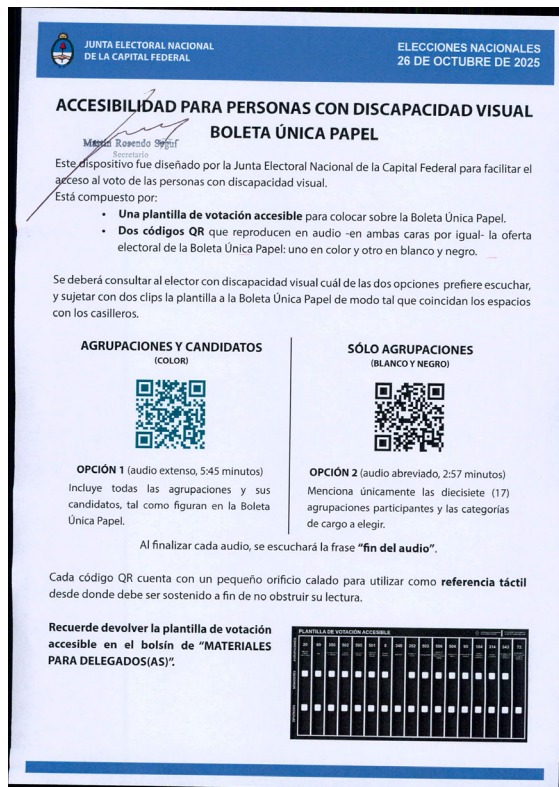 JUNTA ELECTORAL NACIONAL
DE LA CAPITAL FEDERAL
ELECCIONES NACIONALES
26 DE OCTUBRE DE 2025
ACCESIBILIDAD PARA PERSONAS CON DISCAPACIDAD VISUAL
BOLETA ÚNICA PAPEL
Martín Rosendo Seguí
Secretario
Este dispositivo fue diseñado por la Junta Electoral Nacional de la Capital Federal para facilitar el
acceso al voto de las personas con discapacidad visual.
Está compuesto por:
• Una plantilla de votación accesible para colocar sobre la Boleta Única Papel.
• Dos códigos QR que reproducen en audio -en ambas caras por igual- la oferta
electoral de la Boleta Única Papel: uno en color y otro en blanco y negro.
Se deberá consultar al elector con discapacidad visual cuál de las dos opciones prefiere escuchar,
y sujetar con dos clips la plantilla a la Boleta Única Papel de modo tal que coincidan los espacios
con los casilleros.
AGRUPACIONES Y CANDIDATOS
(COLOR)
OPCIÓN 1 (audio extenso, 5:45 minutos)
Incluye todas las agrupaciones y sus
candidatos, tal como figuran en la Boleta
Única Papel.
SÓLO AGRUPACIONES
(BLANCO Y NEGRO)
OPCIÓN 2 (audio abreviado, 2:57 minutos)
Menciona únicamente las diecisiete (17)
agrupaciones participantes y las categorías
de cargo a elegir.
Al finalizar cada audio, se escuchará la frase "fin del audio".
Cada código QR cuenta con un pequeño orificio calado para utilizar como referencia táctil
desde donde debe ser sostenido a fin de no obstruir su lectura.
Recuerde devolver la plantilla de votación
accesible en el bolsín de "MATERIALES
PARA DELEGADOS(AS)".
PLANTILLA DE VOTACIÓN ACCESIBLE